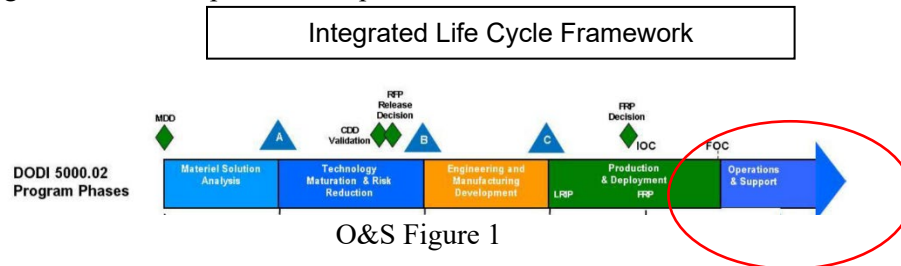 Integrated Life Cycle Framework
RFP
Release
Decision
FRP
Decision
MDD
A
CDD
Validation
B
C
IOC
FOC
DODI 5000.02
Program Phases
Materiel Solution
Analysis
Technology
Maturation & Risk
Reduction
Engineering and
Manufacturing
Development
Production
& Deployment
LRIP
FRP
Operations
& Support
O&S Figure 1